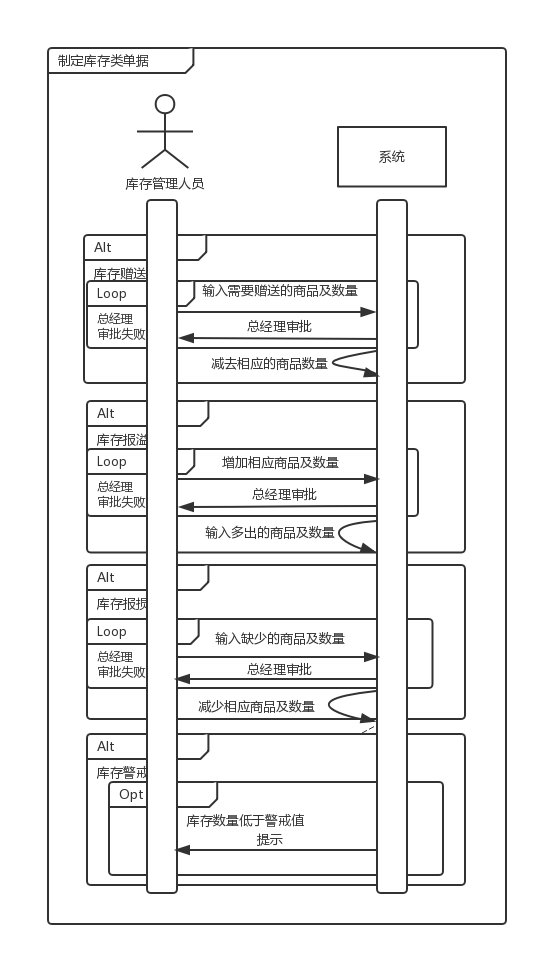 制定库存类单据
库存管理人员
系统
Alt
库存赠送
Loop
输入需要赠送的商品及数量
总经理
审批失败
总经理审批
减去相应的商品数量
Alt
库存报溢
Loop
增加相应商品及数量
总经理
审批失败
总经理审批
输入多出的商品及数量
Alt
库存报损
Loop
输入缺少的商品及数量
总经理
审批失败
总经理审批
减少相应商品及数量
Alt
库存警戒
Opt
库存数量低于警戒值
提示